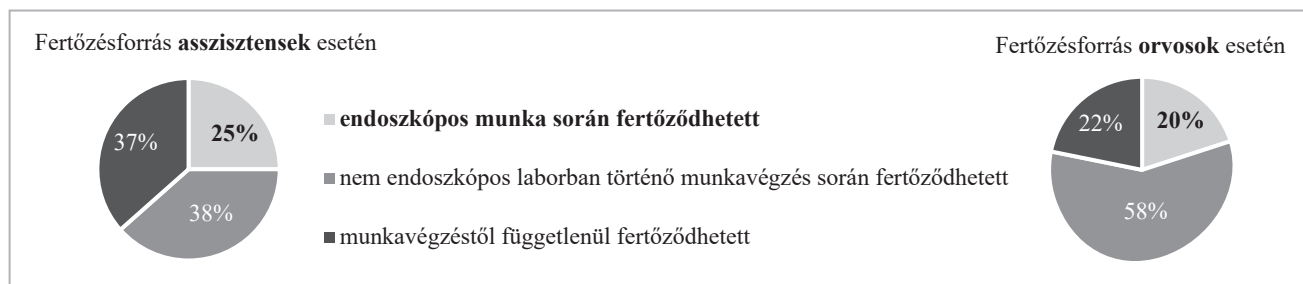 Fertőzésforrás asszisztensek esetén
37%
25%
38%
endoszkópos munka során fertőződhetett
nem endoszkópos laborban történő munkavégzés során fertőződhetett
munkavégzéstől függetlenül fertőződhetett
Fertőzésforrás orvosok esetén
22%
20%
58%